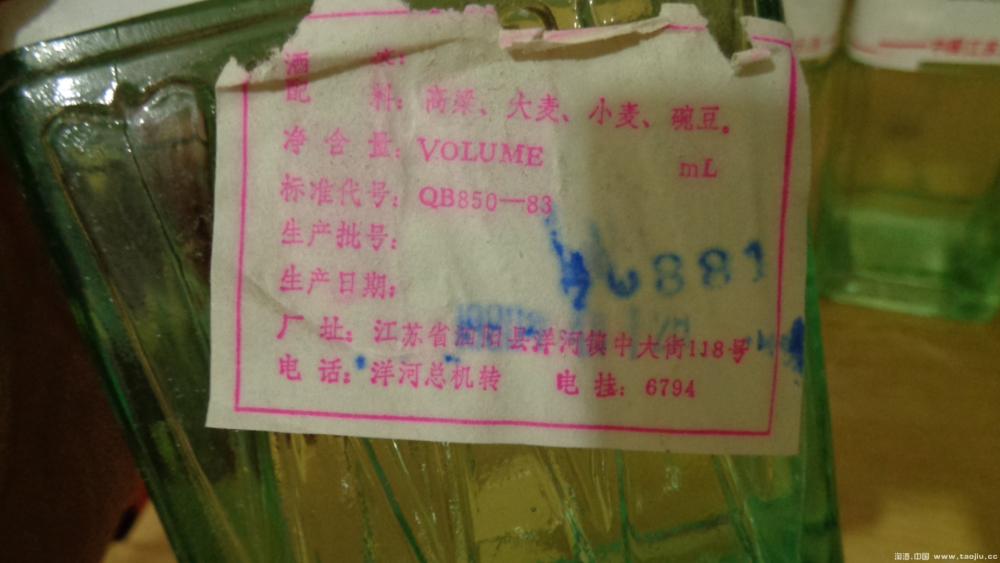 酒 度:
配 料: 高粱、大麦、小麦、碗豆。
净 含 量: VOLUME mL
标准代号: QB850—83
生产批号:
881
生产日期:
厂 址: 江苏省泗阳县洋河镇中大街118号
电 话: 洋河总机转 电 挂: 6794
淘酒.中国 www.taojiu.cc